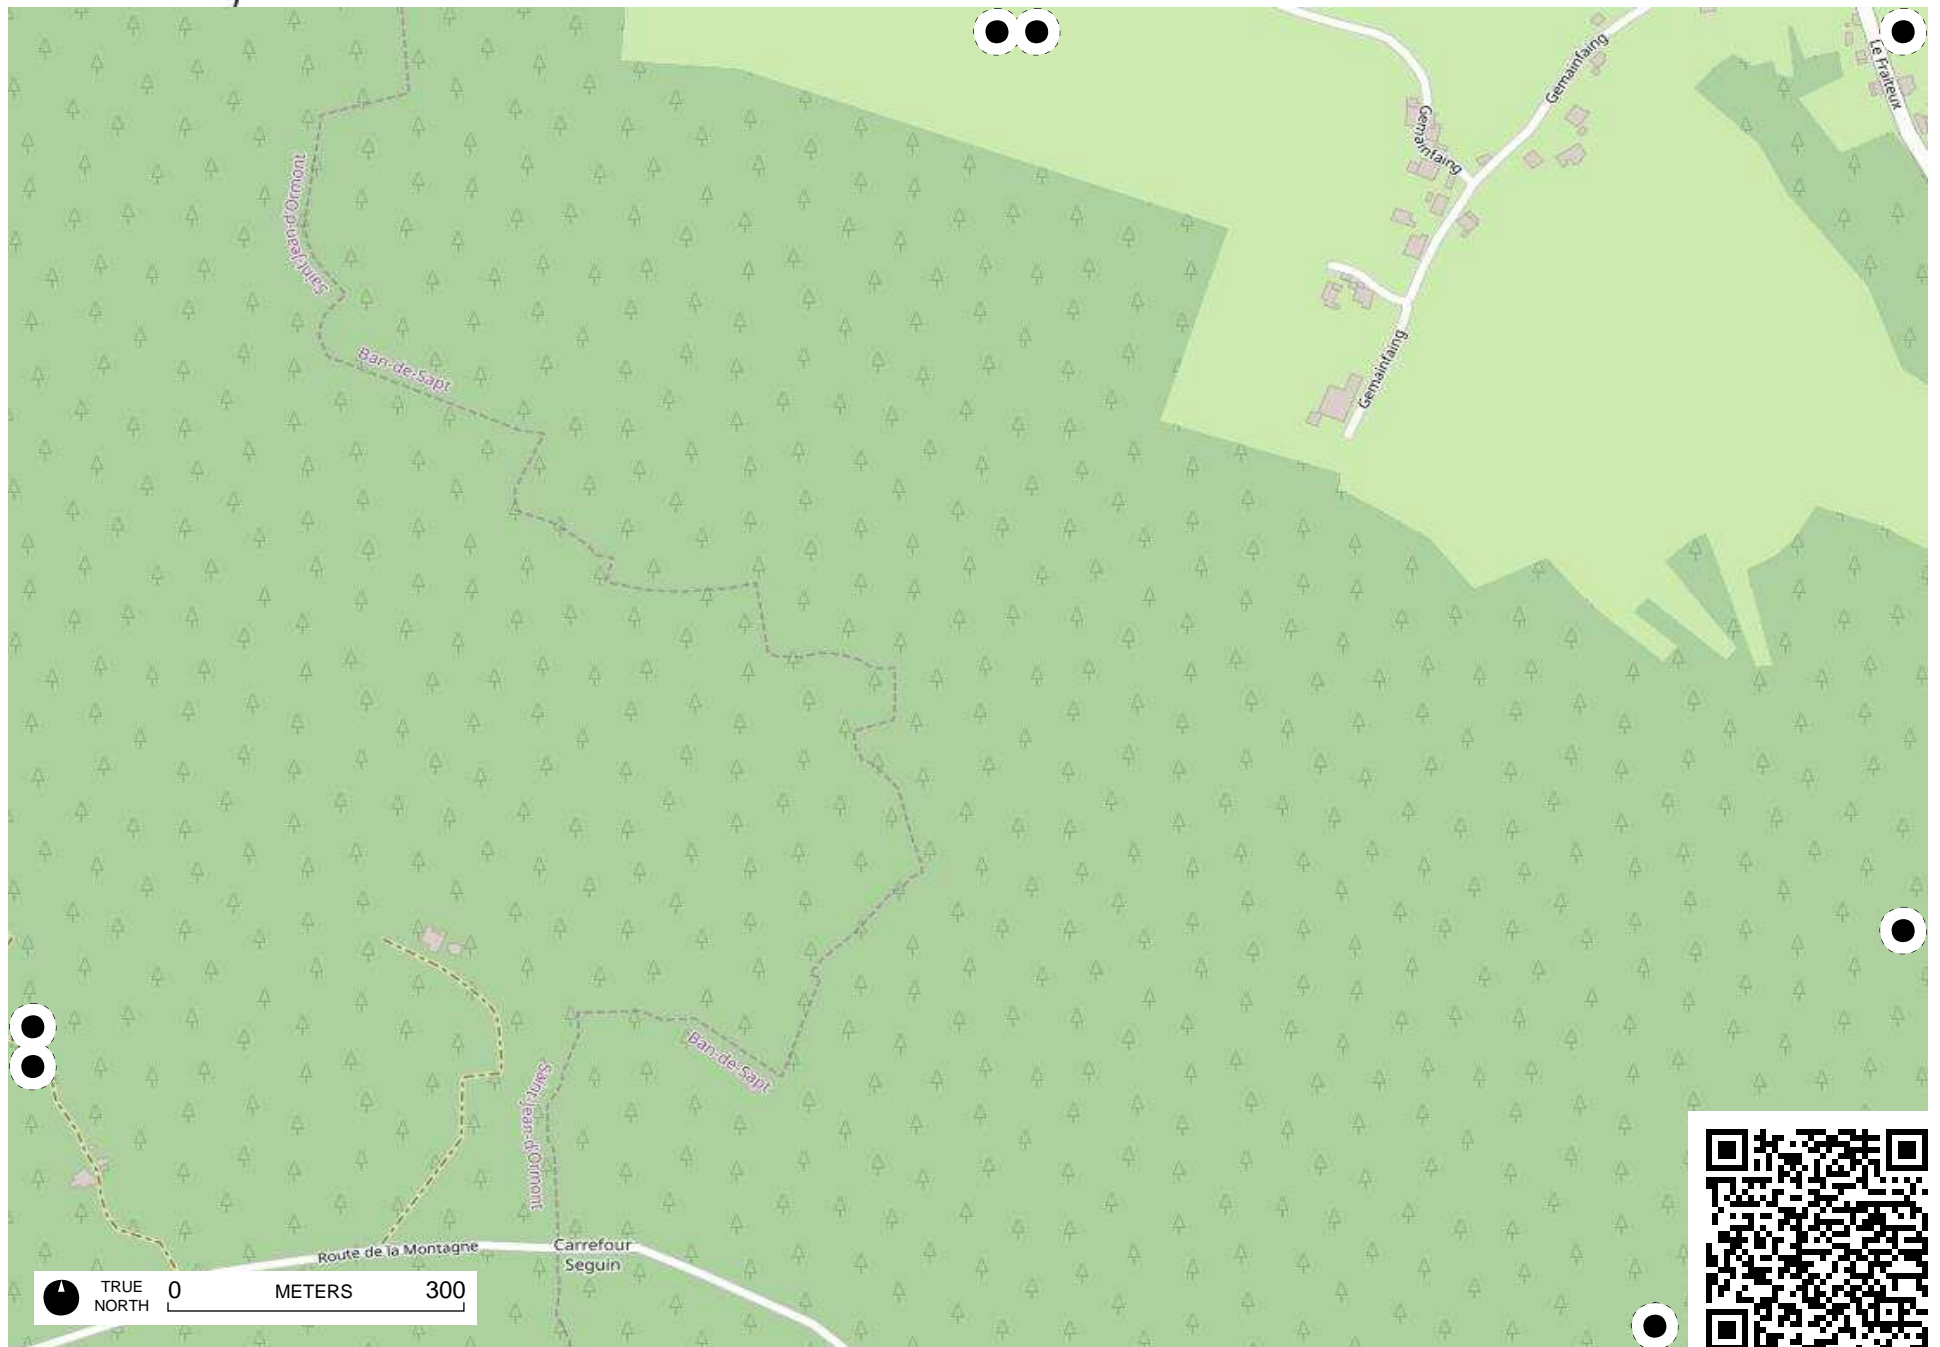 Gemainfaing
Le Fraiteux
Gemainfaing
Saint-Jean-d'Ormont
Ban-de-Sapt
Gemainfaing
Ban-de-Sapt
Saint-Jean-d'Ormont
Route de la Montagne
Carrefour
Seguin
TRUE
NORTH
0
METERS
300